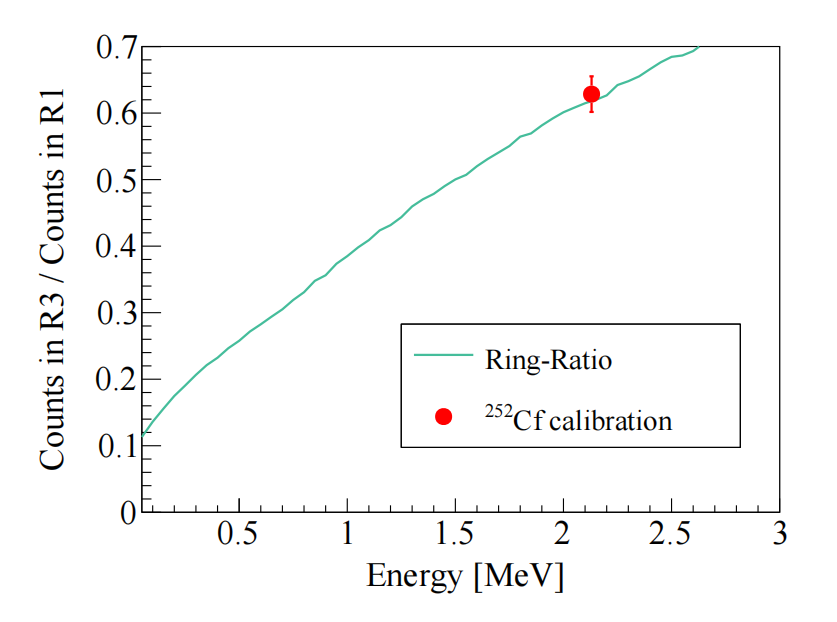 Counts in R3 / Counts in R1
0.7
0.6
0.5
0.4
0.3
0.2
0.1
0
Ring-Ratio
²⁵²Cf calibration
0.5 1 1.5 2 2.5 3
Energy [MeV]